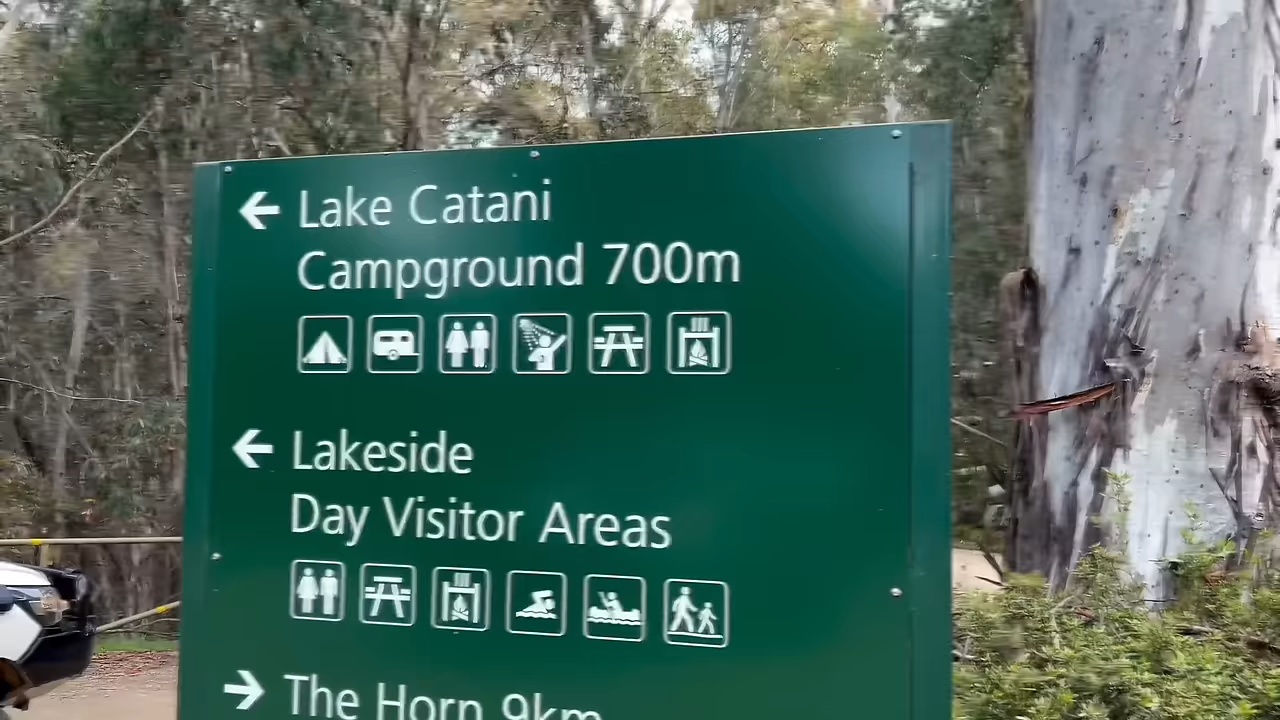 ← Lake Catani
Campground 700m
← Lakeside
Day Visitor Areas
→ The Horn 9km